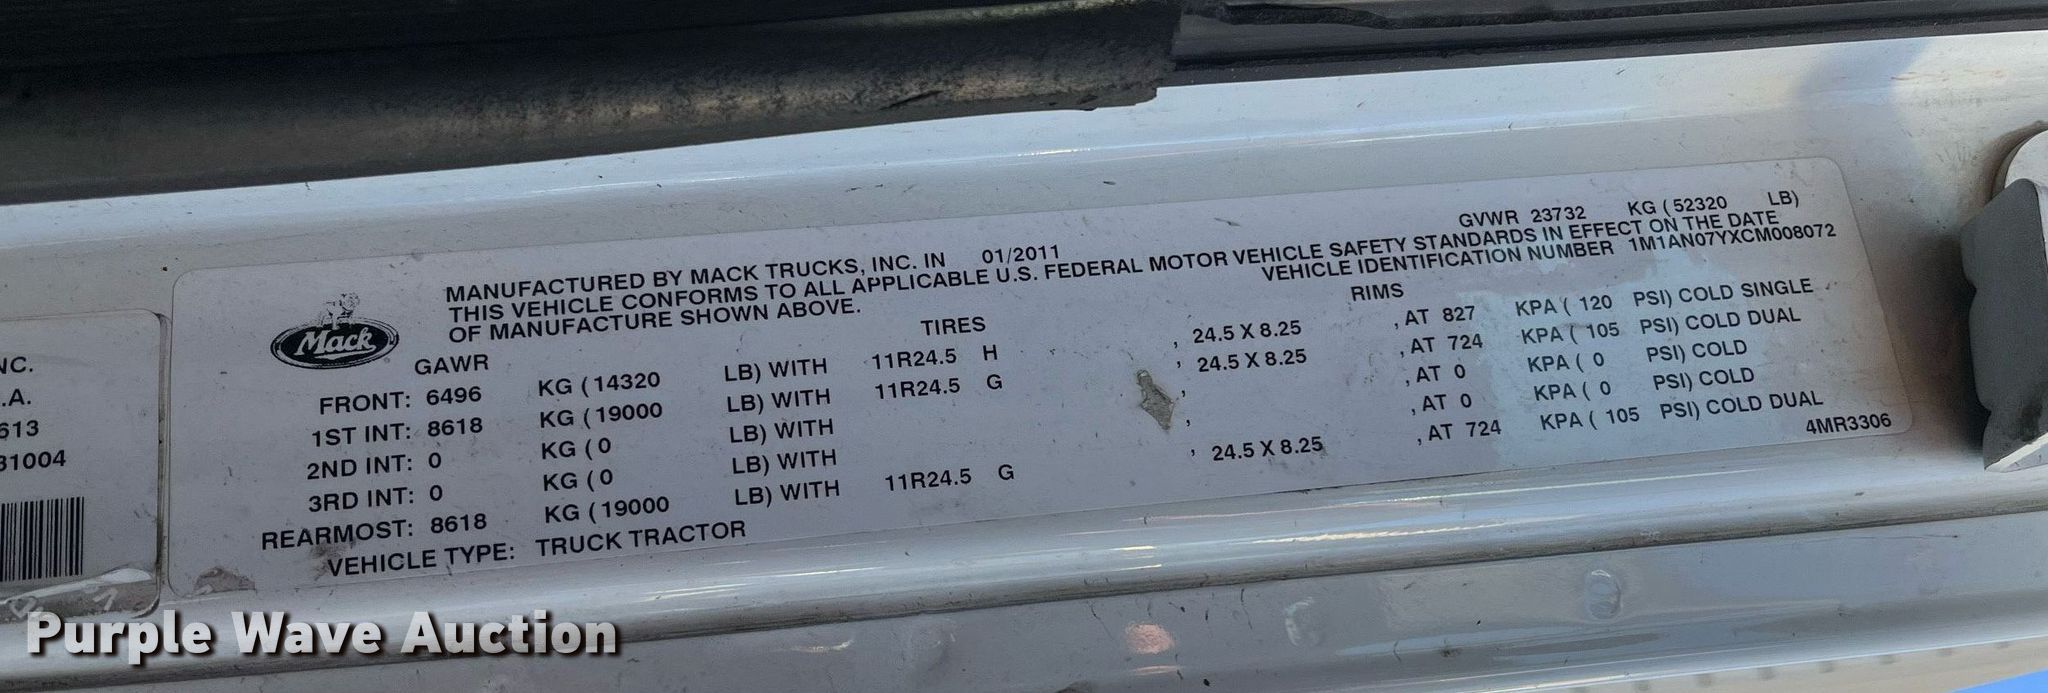 GVWR 23732 KG ( 52320 LB)
MANUFACTURED BY MACK TRUCKS, INC. IN 01/2011
THIS VEHICLE CONFORMS TO ALL APPLICABLE U.S. FEDERAL MOTOR VEHICLE SAFETY STANDARDS IN EFFECT ON THE DATE
OF MANUFACTURE SHOWN ABOVE. VEHICLE IDENTIFICATION NUMBER 1M1AN07YXCM008072
Mack
GAWR TIRES RIMS
FRONT: 6496 KG ( 14320 LB) WITH 11R24.5 H , 24.5 X 8.25 , AT 827 KPA ( 120 PSI) COLD SINGLE
1ST INT: 8618 KG ( 19000 LB) WITH 11R24.5 G , 24.5 X 8.25 , AT 724 KPA ( 105 PSI) COLD DUAL
2ND INT: 0 KG ( 0 LB) WITH , , AT 0 KPA ( 0 PSI) COLD
3RD INT: 0 KG ( 0 LB) WITH , , AT 0 KPA ( 0 PSI) COLD
REARMOST: 8618 KG ( 19000 LB) WITH 11R24.5 G , 24.5 X 8.25 , AT 724 KPA ( 105 PSI) COLD DUAL
VEHICLE TYPE: TRUCK TRACTOR 4MR3306
NC.
.A.
613
31004
Purple Wave Auction